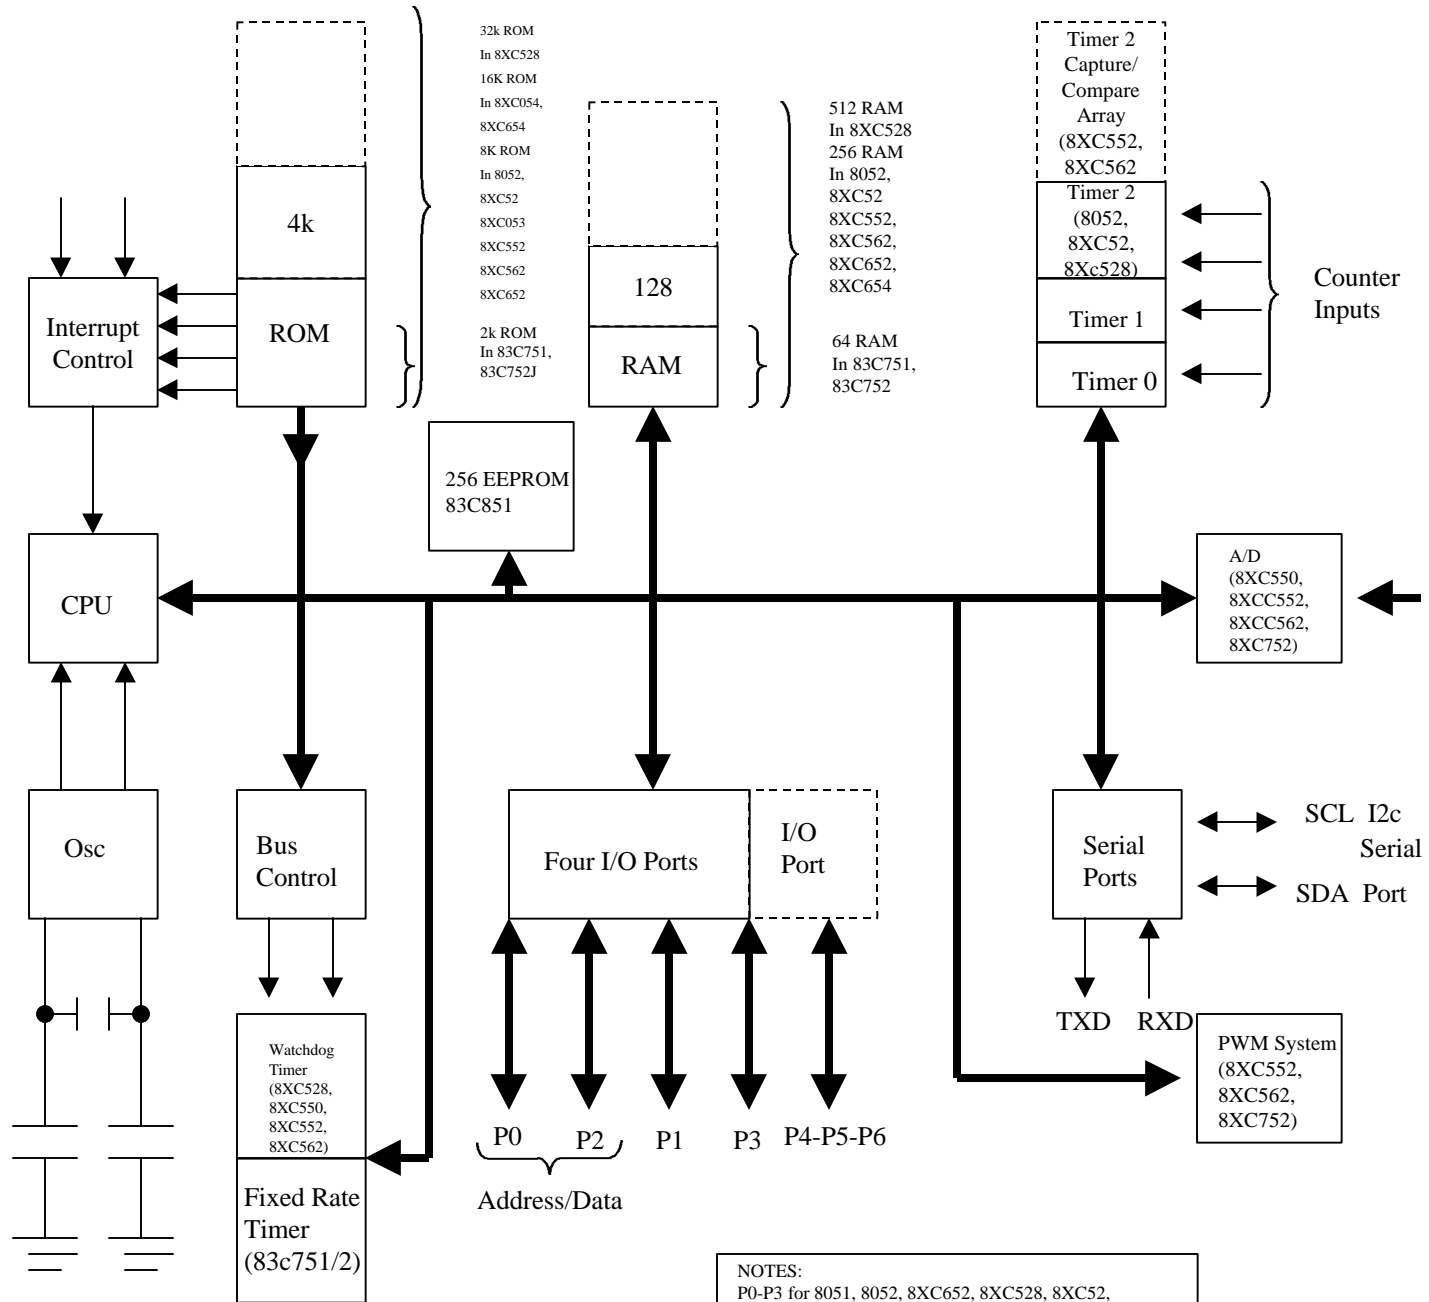 32k ROM
In 8XC528
16K ROM
In 8XC054,
8XC654
8K ROM
In 8052,
8XC52
8XC053
8XC552
8XC562
8XC652
2k ROM
In 83C751,
83C752J
4k
ROM
Interrupt
Control
512 RAM
In 8XC528
256 RAM
In 8052,
8XC52
8XC552,
8XC562,
8XC652,
8XC654
64 RAM
In 83C751,
83C752
128
RAM
Timer 2
Capture/
Compare
Array
(8XC552,
8XC562
Timer 2
(8052,
8XC52,
8Xc528)
Timer 1
Timer 0
Counter
Inputs
256 EEPROM
83C851
CPU
A/D
(8XC550,
8XCC552,
8XCC562,
8XC752)
Osc
Bus
Control
Four I/O Ports
I/O
Port
Serial
Ports
SCL I2c
Serial
SDA Port
TXD RXD
Watchdog
Timer
(8XC528,
8XC550,
8XC552,
8XC562)
Fixed Rate
Timer
(83c751/2)
P0 P2 P1 P3 P4-P5-P6
Address/Data
PWM System
(8XC552,
8XC562,
8XC752)
NOTES:
P0-P3 for 8051, 8052, 8XC652, 8XC528, 8XC52,